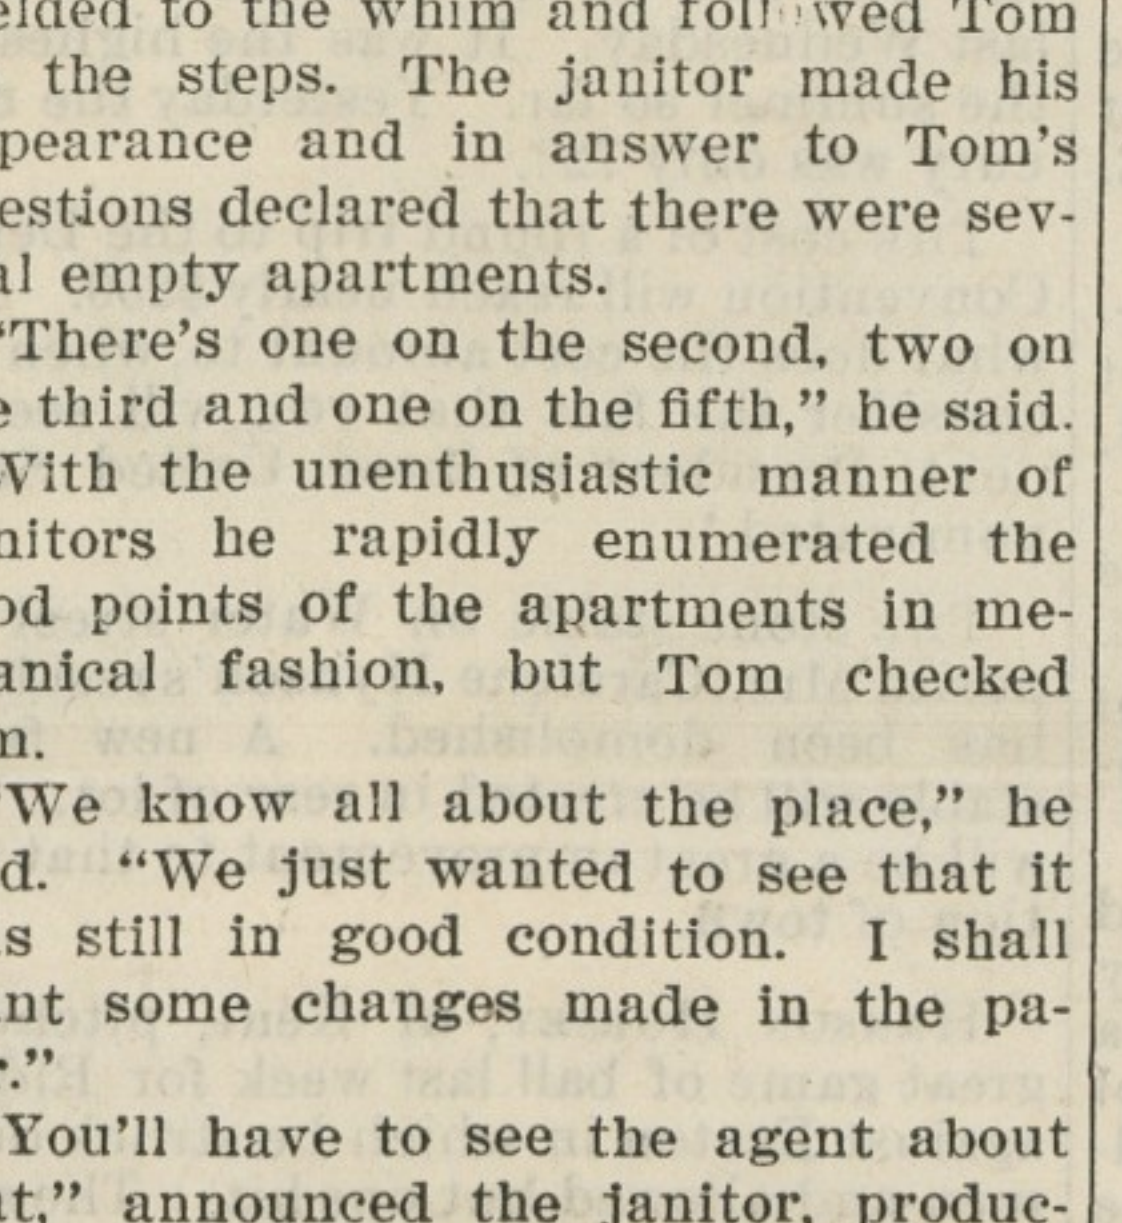 elded to the whim and followed Tom
the steps. The janitor made his
pearance and in answer to Tom's
estions declared that there were sev-
al empty apartments.
"There's one on the second, two on
e third and one on the fifth," he said.
With the unenthusiastic manner of
nitors he rapidly enumerated the
od points of the apartments in me-
anical fashion, but Tom checked
m.
"We know all about the place," he
d. "We just wanted to see that it
s still in good condition. I shall
nt some changes made in the pa-
r."
You'll have to see the agent about
t," announced the janitor, produc-